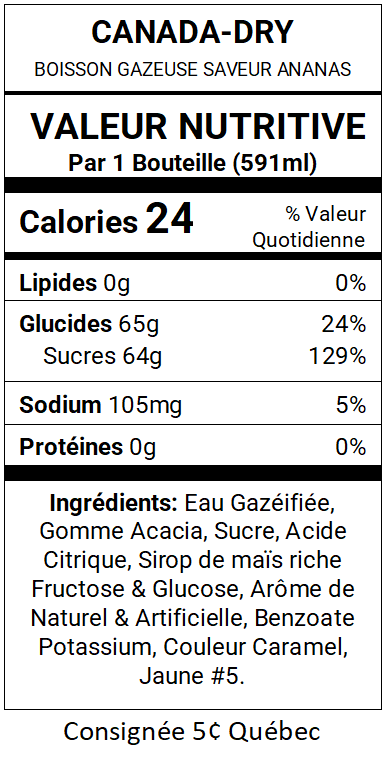 CANADA-DRY
BOISSON GAZEUSE SAVEUR ANANAS
VALEUR NUTRITIVE
Par 1 Bouteille (591ml)
Calories 24
% Valeur
Quotidienne
Lipides 0g 0%
Glucides 65g 24%
Sucres 64g 129%
Sodium 105mg 5%
Protéines 0g 0%
Ingrédients: Eau Gazéifiée,
Gomme Acacia, Sucre, Acide
Citrique, Sirop de maïs riche
Fructose & Glucose, Arôme de
Naturel & Artificielle, Benzoate
Potassium, Couleur Caramel,
Jaune #5.
Consignée 5¢ Québec